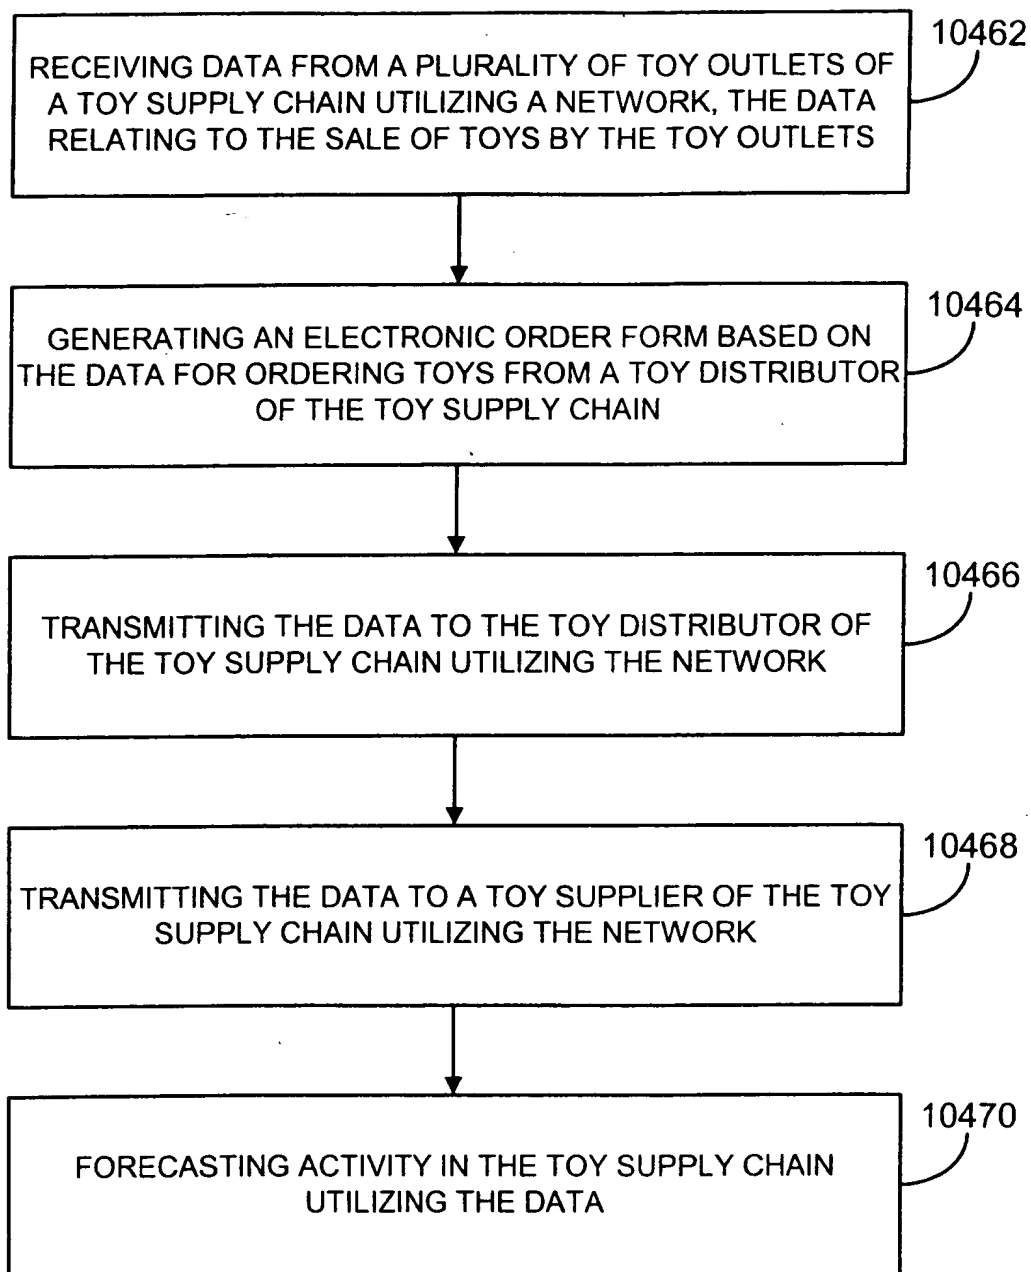 10462
RECEIVING DATA FROM A PLURALITY OF TOY OUTLETS OF
A TOY SUPPLY CHAIN UTILIZING A NETWORK, THE DATA
RELATING TO THE SALE OF TOYS BY THE TOY OUTLETS
10464
GENERATING AN ELECTRONIC ORDER FORM BASED ON
THE DATA FOR ORDERING TOYS FROM A TOY DISTRIBUTOR
OF THE TOY SUPPLY CHAIN
10466
TRANSMITTING THE DATA TO THE TOY DISTRIBUTOR OF
THE TOY SUPPLY CHAIN UTILIZING THE NETWORK
10468
TRANSMITTING THE DATA TO A TOY SUPPLIER OF THE TOY
SUPPLY CHAIN UTILIZING THE NETWORK
10470
FORECASTING ACTIVITY IN THE TOY SUPPLY CHAIN
UTILIZING THE DATA